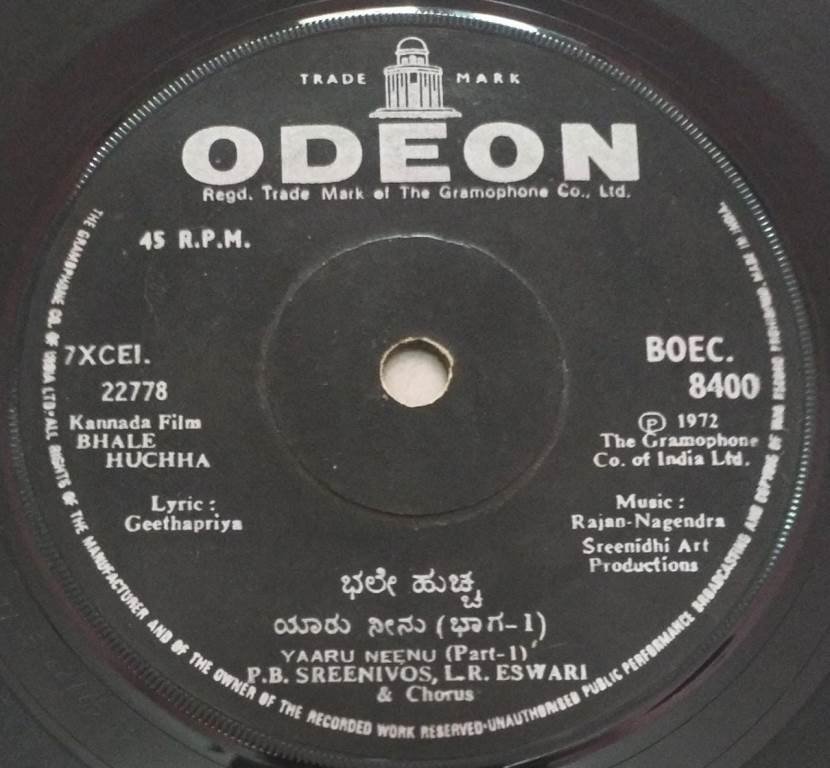 TRADE MARK
ODEON
Regd. Trade Mark of The Gramophone Co., Ltd.
45 R.P.M.
7XCEI.
22778
Kannada Film
BHALE
HUCHHA
Lyric :
Geethapriya
BOEC.
8400
Ⓟ 1972
The Gramophone
Co. of India Ltd.
Music :
Rajan-Nagendra
Sreenidhi Art
Productions
ಭಲೇ ಹುಚ್ಚ
ಯಾರು ನೀನು (ಭಾಗ-1)
YAARU NEENU (Part-1)
P.B. SREENIVOS, L.R. ESWARI
& Chorus
THE GRAMOPHONE CO. OF INDIA LTD·ALL RIGHTS OF THE MANUFACTURER AND OF THE OWNER OF THE RECORDED WORK RESERVED·UNAUTHORISED PUBLIC PERFORMANCE BROADCASTING AND COPYING OF THIS RECORD PROHIBITED. MADE IN INDIA